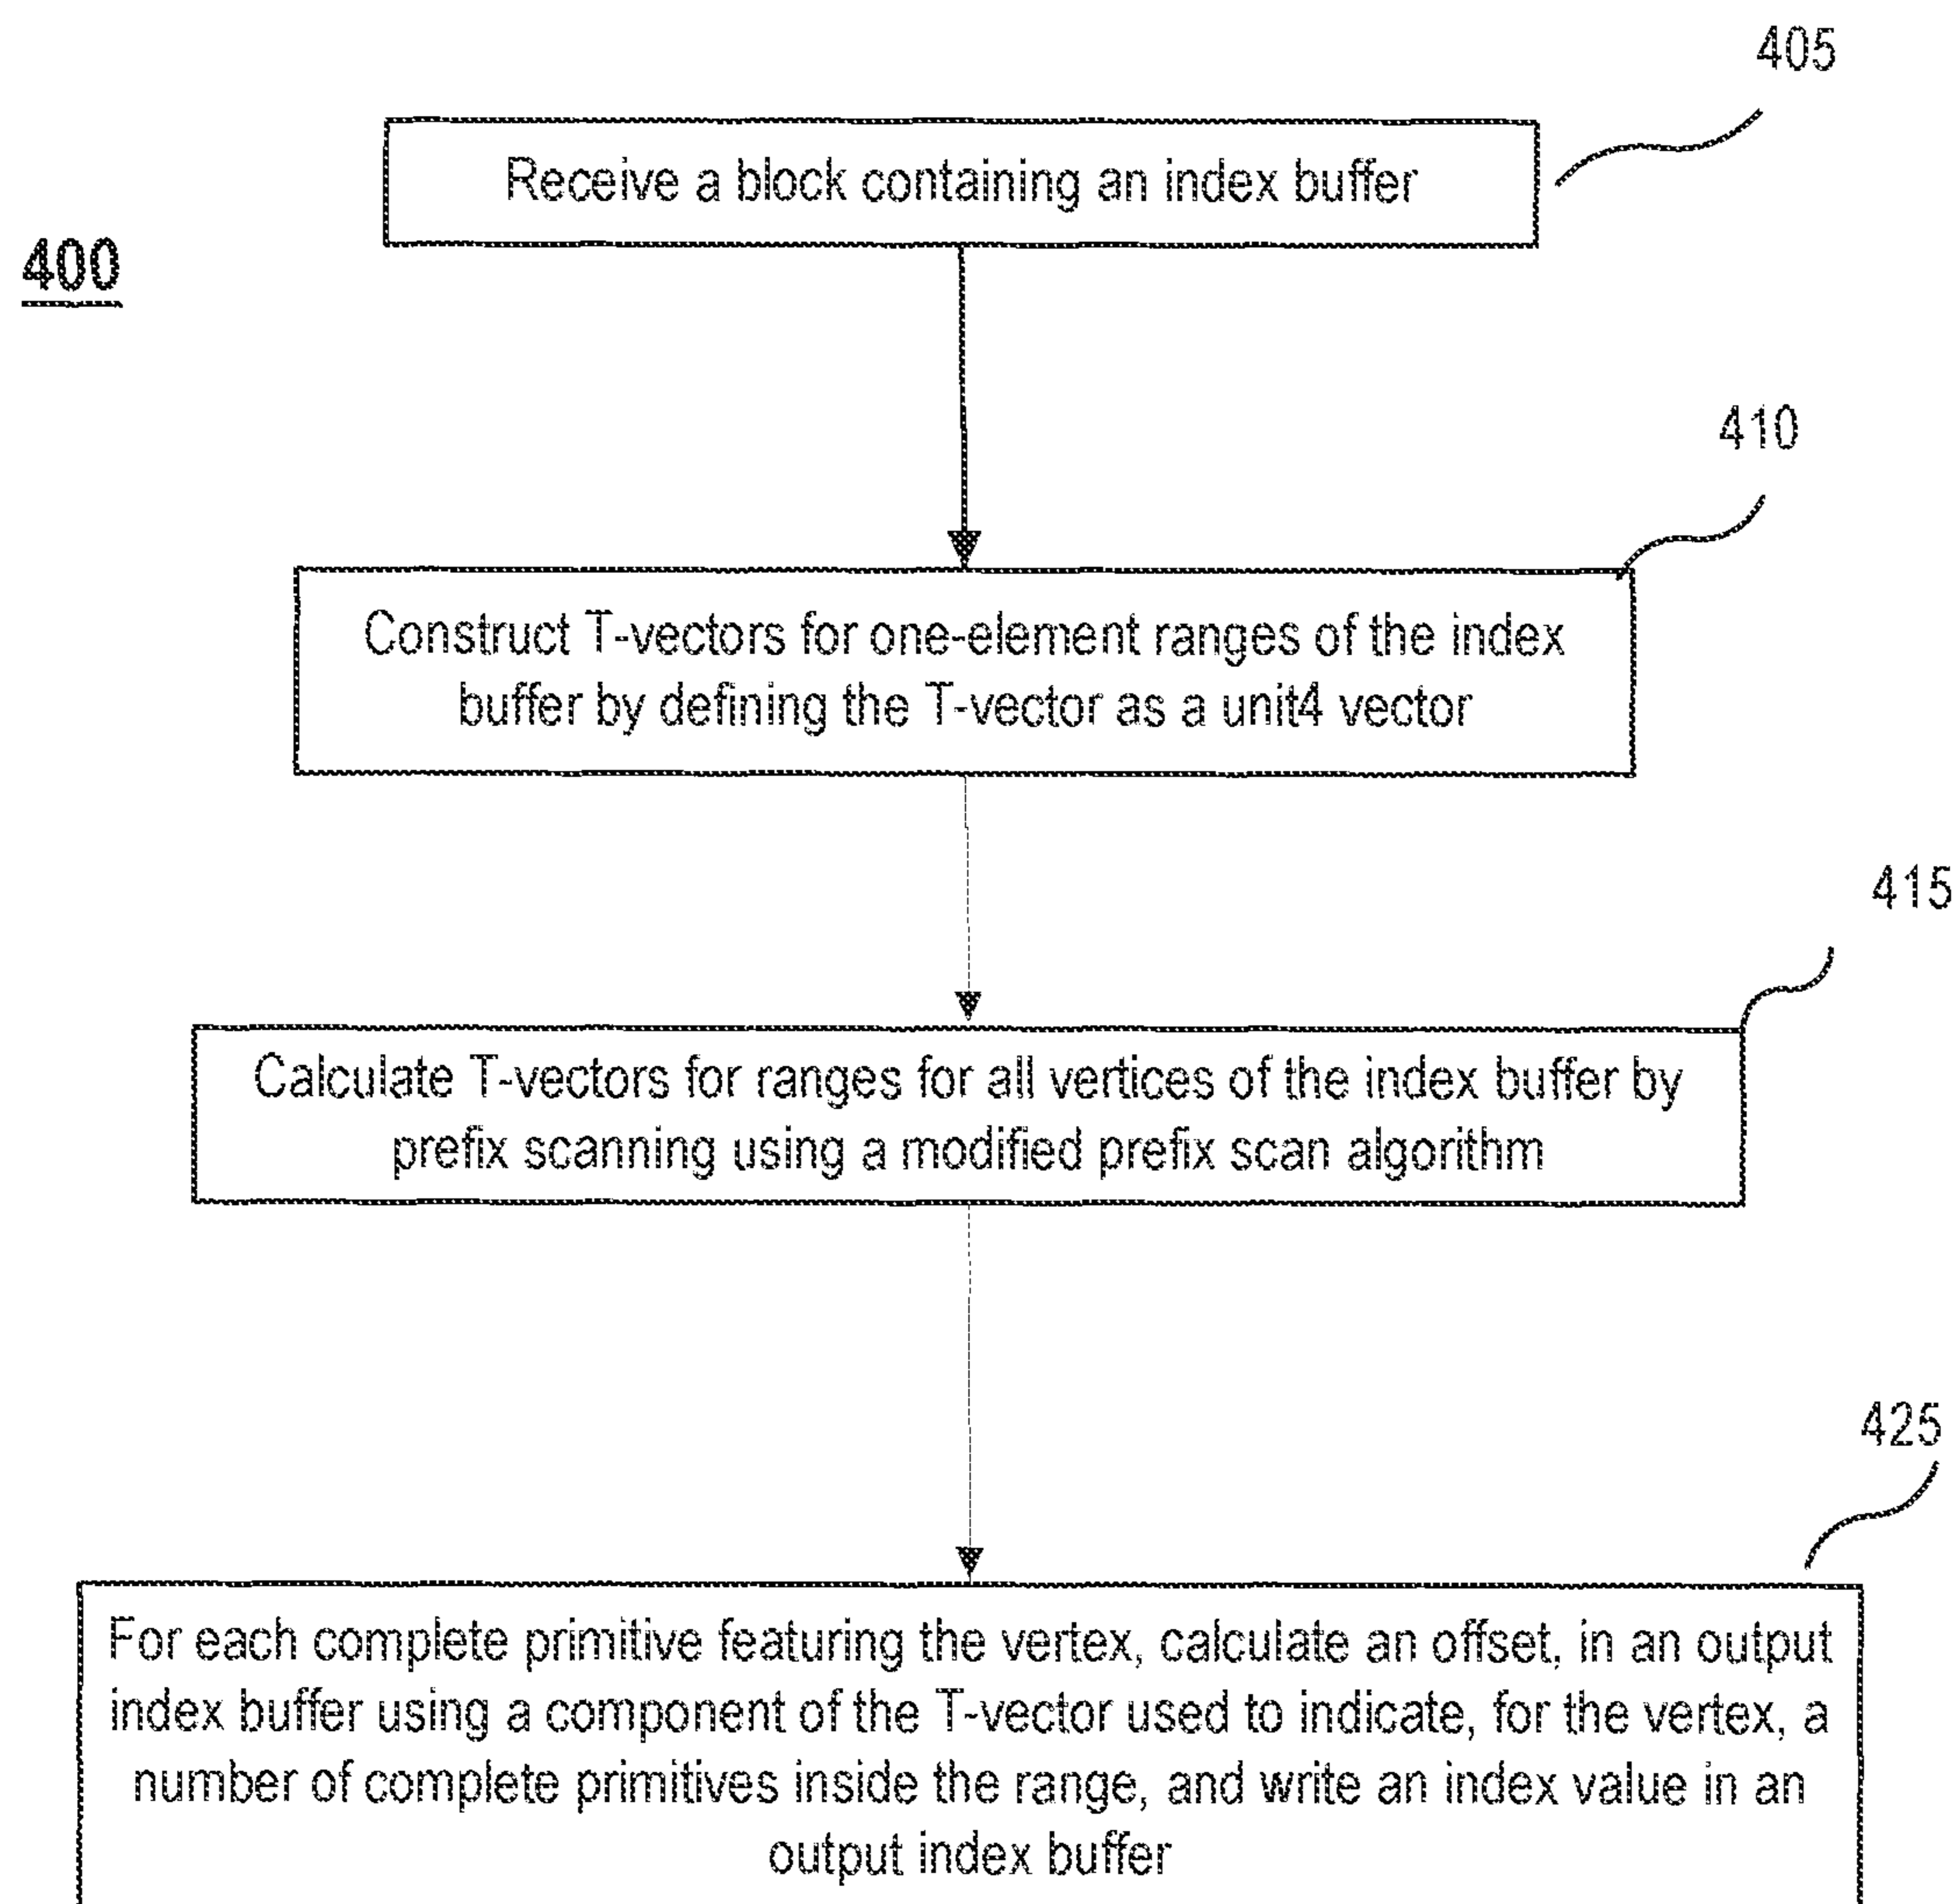 405
Receive a block containing an index buffer
400
410
Construct T-vectors for one-element ranges of the index
buffer by defining the T-vector as a unit4 vector
415
Calculate T-vectors for ranges for all vertices of the index buffer by
prefix scanning using a modified prefix scan algorithm
425
For each complete primitive featuring the vertex, calculate an offset, in an output
index buffer using a component of the T-vector used to indicate, for the vertex, a
number of complete primitives inside the range, and write an index value in an
output index buffer